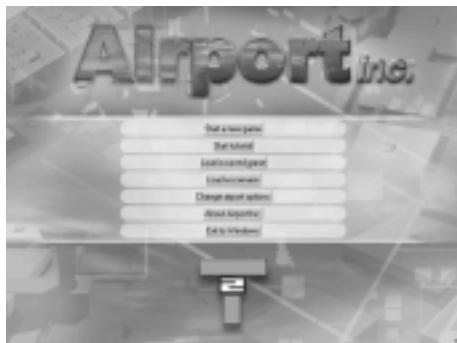 Airport inc.
Start a new game
Start tutorial
Load a saved game
Load a scenario
Change airport options
About Airport Inc.
Exit to Windows